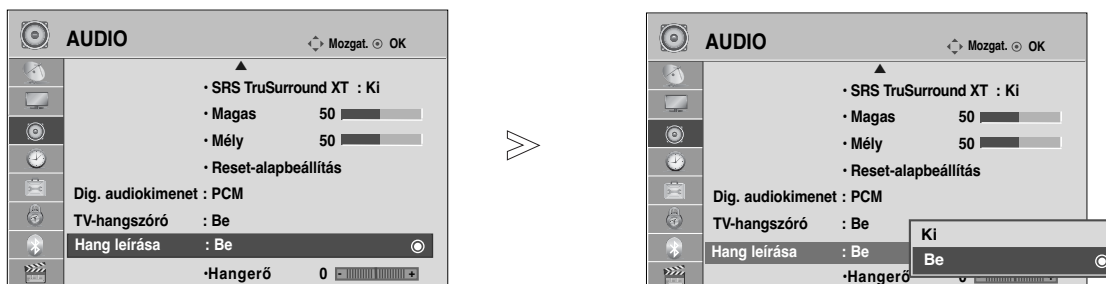 AUDIO Mozgat. OK
• SRS TruSurround XT : Ki
• Magas 50
• Mély 50
• Reset-alapbeállítás
Dig. audiokimenet : PCM
TV-hangszóró : Be
Hang leírása : Be
•Hangerő 0 - +
AUDIO Mozgat. OK
• SRS TruSurround XT : Ki
• Magas 50
• Mély 50
• Reset-alapbeállítás
Dig. audiokimenet : PCM
TV-hangszóró : Be
Hang leírása : Be
•Hangerő 0 - +
Ki
Be